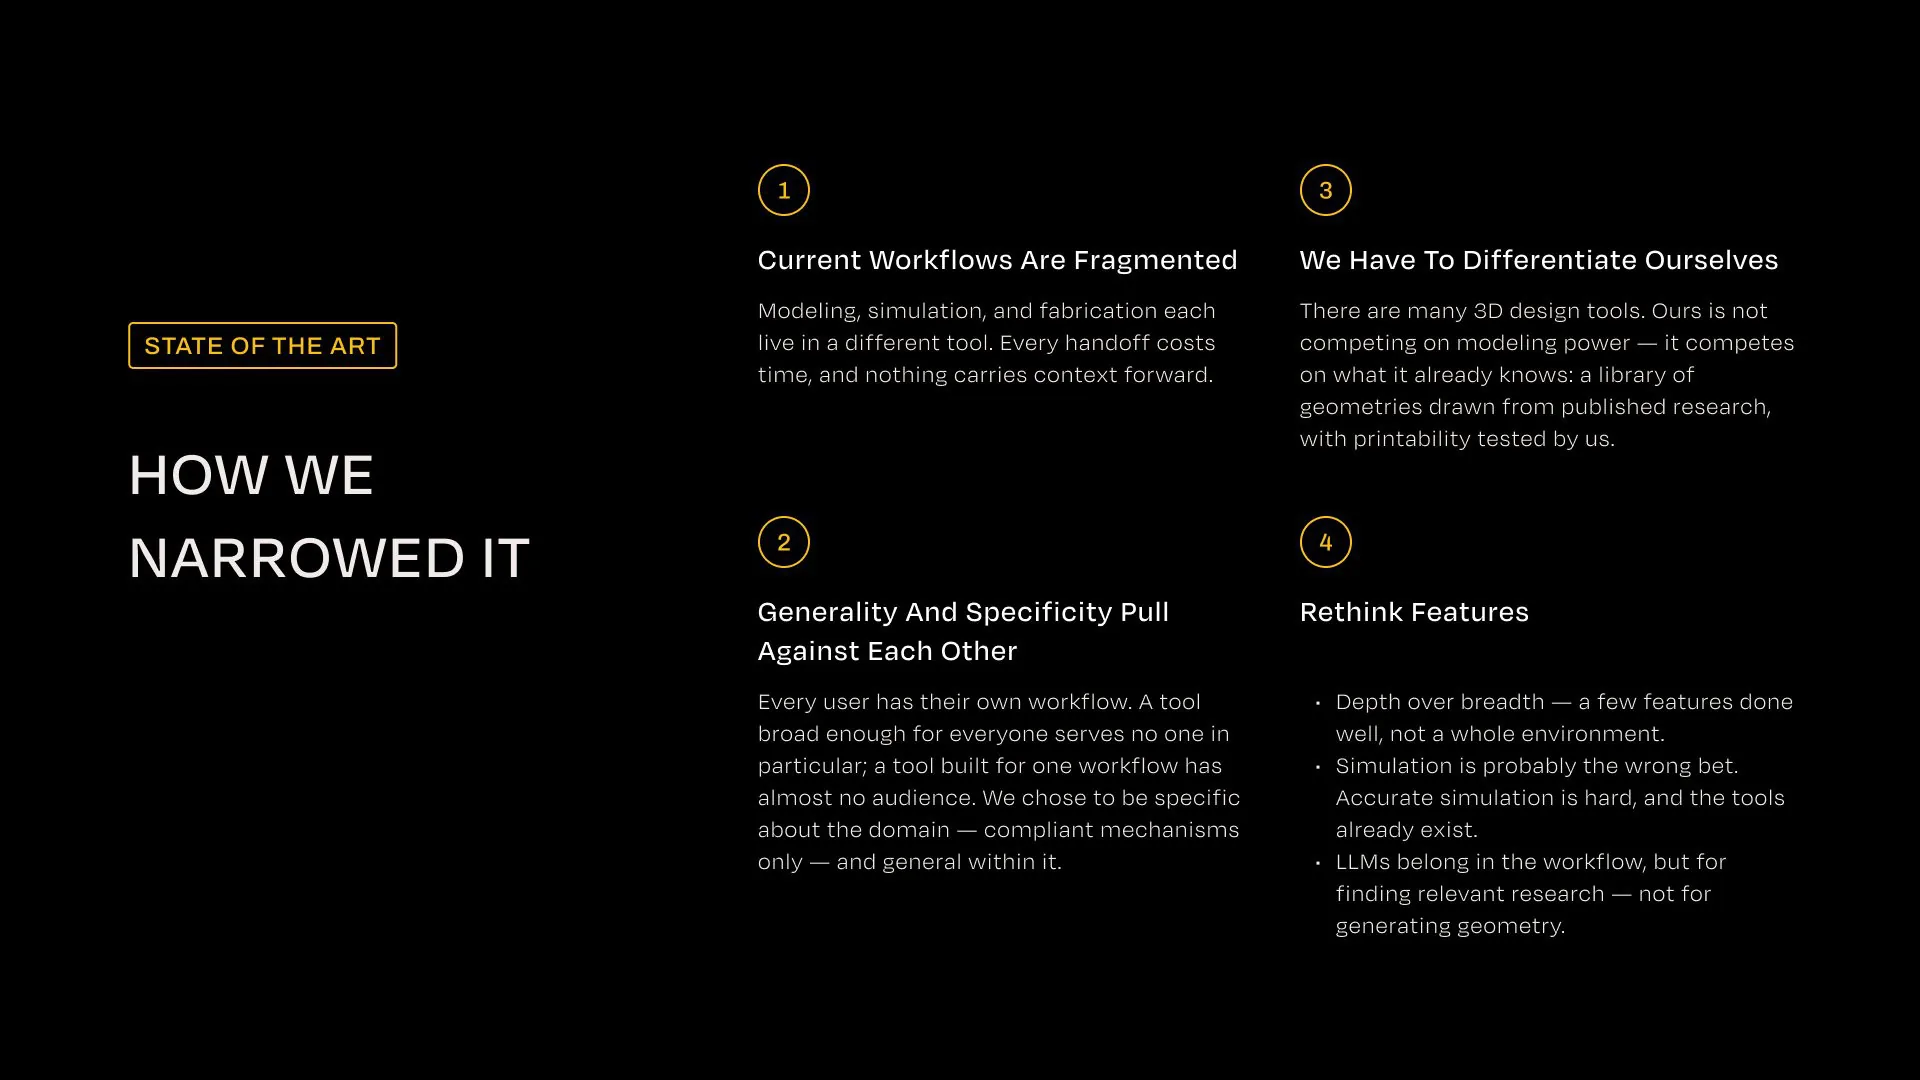 STATE OF THE ART
HOW WE
NARROWED IT
1
Current Workflows Are Fragmented
Modeling, simulation, and fabrication each
live in a different tool. Every handoff costs
time, and nothing carries context forward.
2
Generality And Specificity Pull
Against Each Other
Every user has their own workflow. A tool
broad enough for everyone serves no one in
particular; a tool built for one workflow has
almost no audience. We chose to be specific
about the domain — compliant mechanisms
only — and general within it.
3
We Have To Differentiate Ourselves
There are many 3D design tools. Ours is not
competing on modeling power — it competes
on what it already knows: a library of
geometries drawn from published research,
with printability tested by us.
4
Rethink Features
• Depth over breadth — a few features done
well, not a whole environment.
• Simulation is probably the wrong bet.
Accurate simulation is hard, and the tools
already exist.
• LLMs belong in the workflow, but for
finding relevant research — not for
generating geometry.